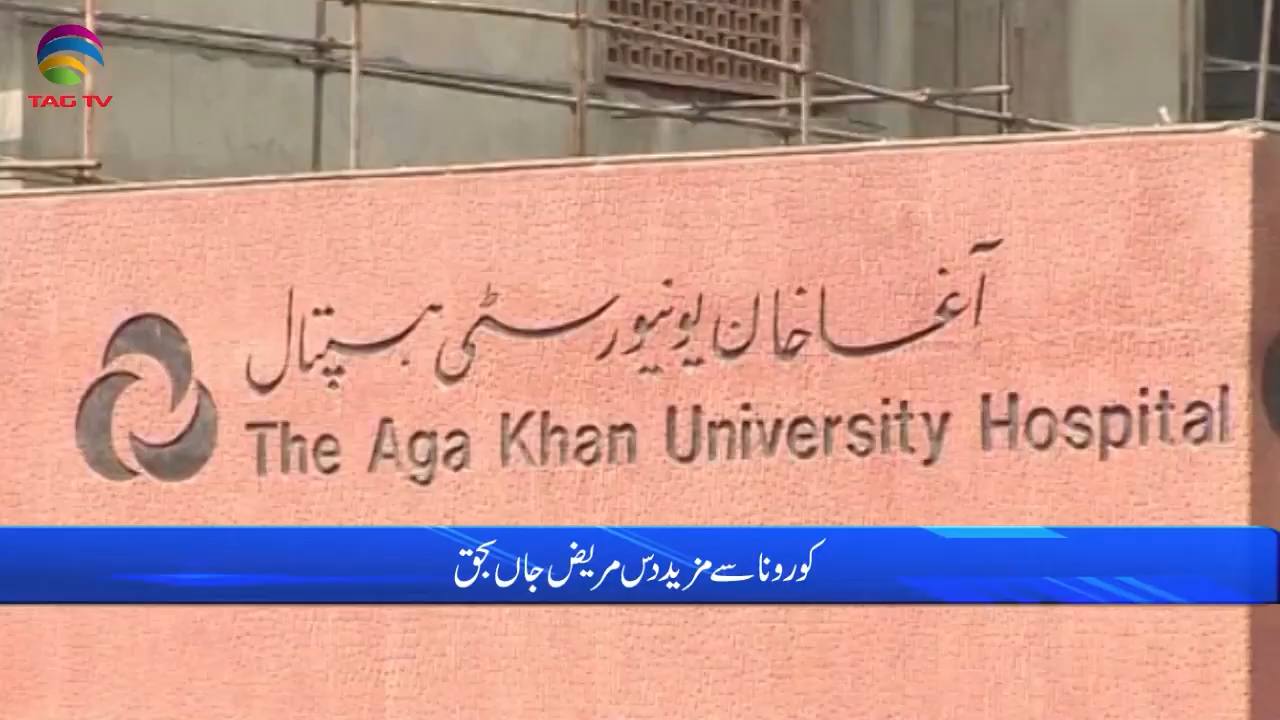 TAG TV
آغا خان یونیورسٹی ہسپتال
The Aga Khan University Hospital
کورونا سے مزید دس مریض جاں بحق